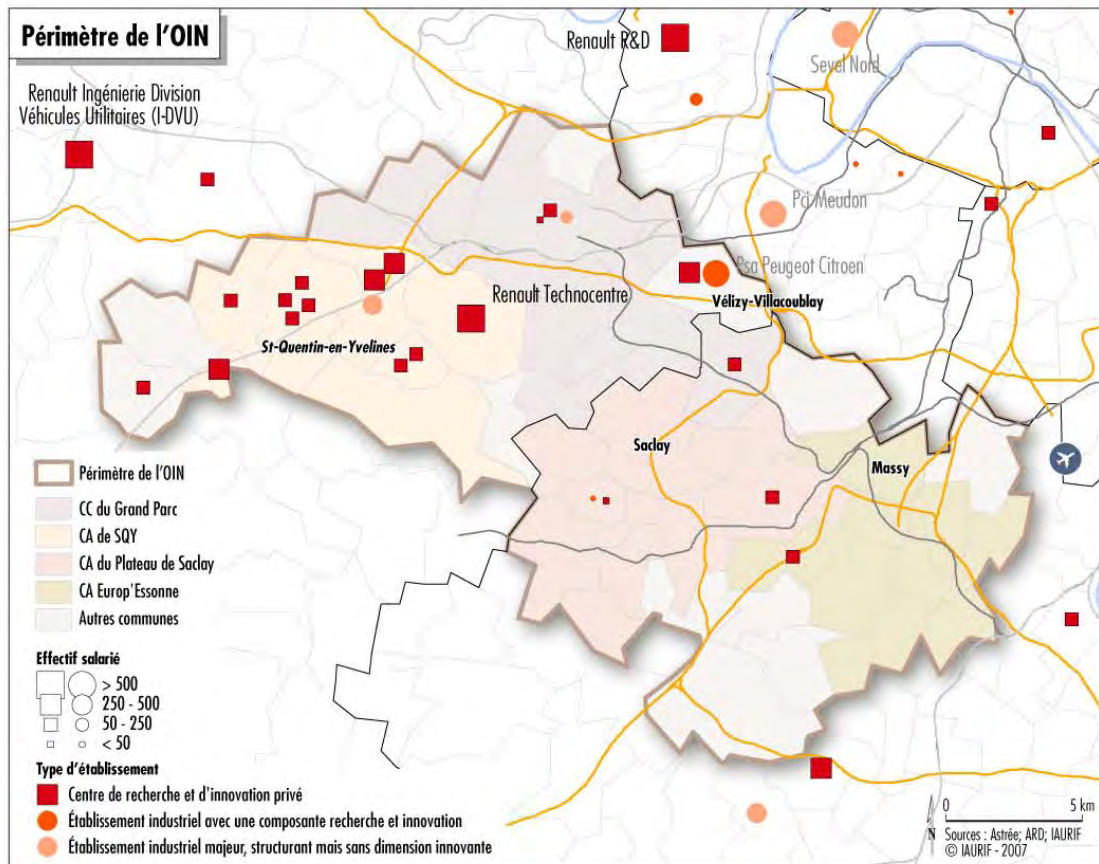 Périmètre de l'OIN
Renault R&D
Sevel Nord
Renault Ingénierie Division
Véhicules Utilitaires (I-DVU)
Pci Meudon
Psa Peugeot Citroen
Renault Technocentre
Vélizy-Villacoublay
St-Quentin-en-Yvelines
Saclay
Massy
Périmètre de l'OIN
CC du Grand Parc
CA de SQY
CA du Plateau de Saclay
CA Europ'Essonne
Autres communes
Effectif salarié
> 500
250 - 500
50 - 250
< 50
Type d'établissement
Centre de recherche et d'innovation privé
Établissement industriel avec une composante recherche et innovation
Établissement industriel majeur, structurant mais sans dimension innovante
0 5 km
N
Sources : Astrée; ARD; IAURIF
© IAURIF - 2007